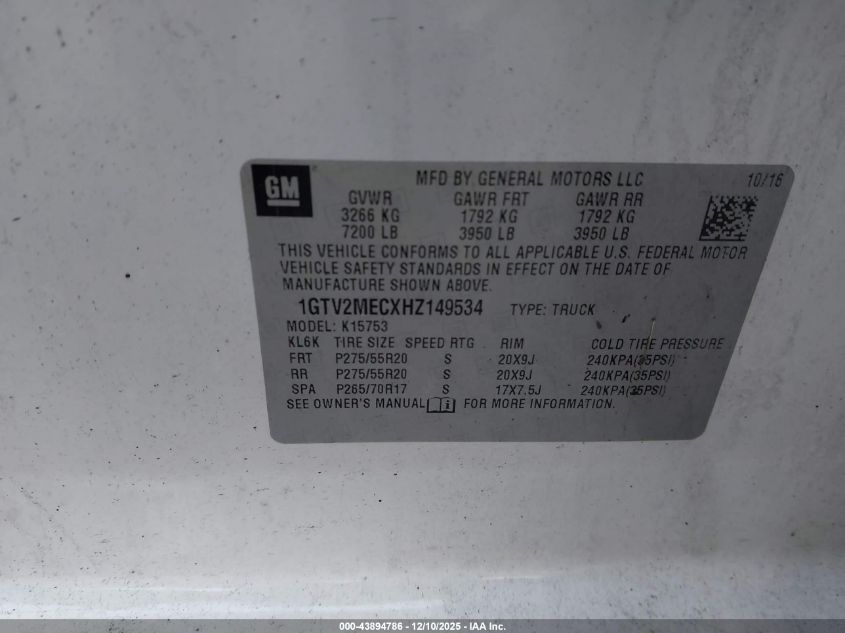 GM
MFD BY GENERAL MOTORS LLC 10/16
GVWR GAWR FRT GAWR RR
3266 KG 1792 KG 1792 KG
7200 LB 3950 LB 3950 LB
THIS VEHICLE CONFORMS TO ALL APPLICABLE U.S. FEDERAL MOTOR
VEHICLE SAFETY STANDARDS IN EFFECT ON THE DATE OF
MANUFACTURE SHOWN ABOVE.
1GTV2MECXHZ149534 TYPE: TRUCK
MODEL: K15753
KL6K TIRE SIZE SPEED RTG RIM COLD TIRE PRESSURE
FRT P275/55R20 S 20X9J 240KPA(35PSI)
RR P275/55R20 S 20X9J 240KPA(35PSI)
SPA P265/70R17 S 17X7.5J 240KPA(35PSI)
SEE OWNER'S MANUAL i FOR MORE INFORMATION.
000-43894786 - 12/10/2025 - IAA Inc.